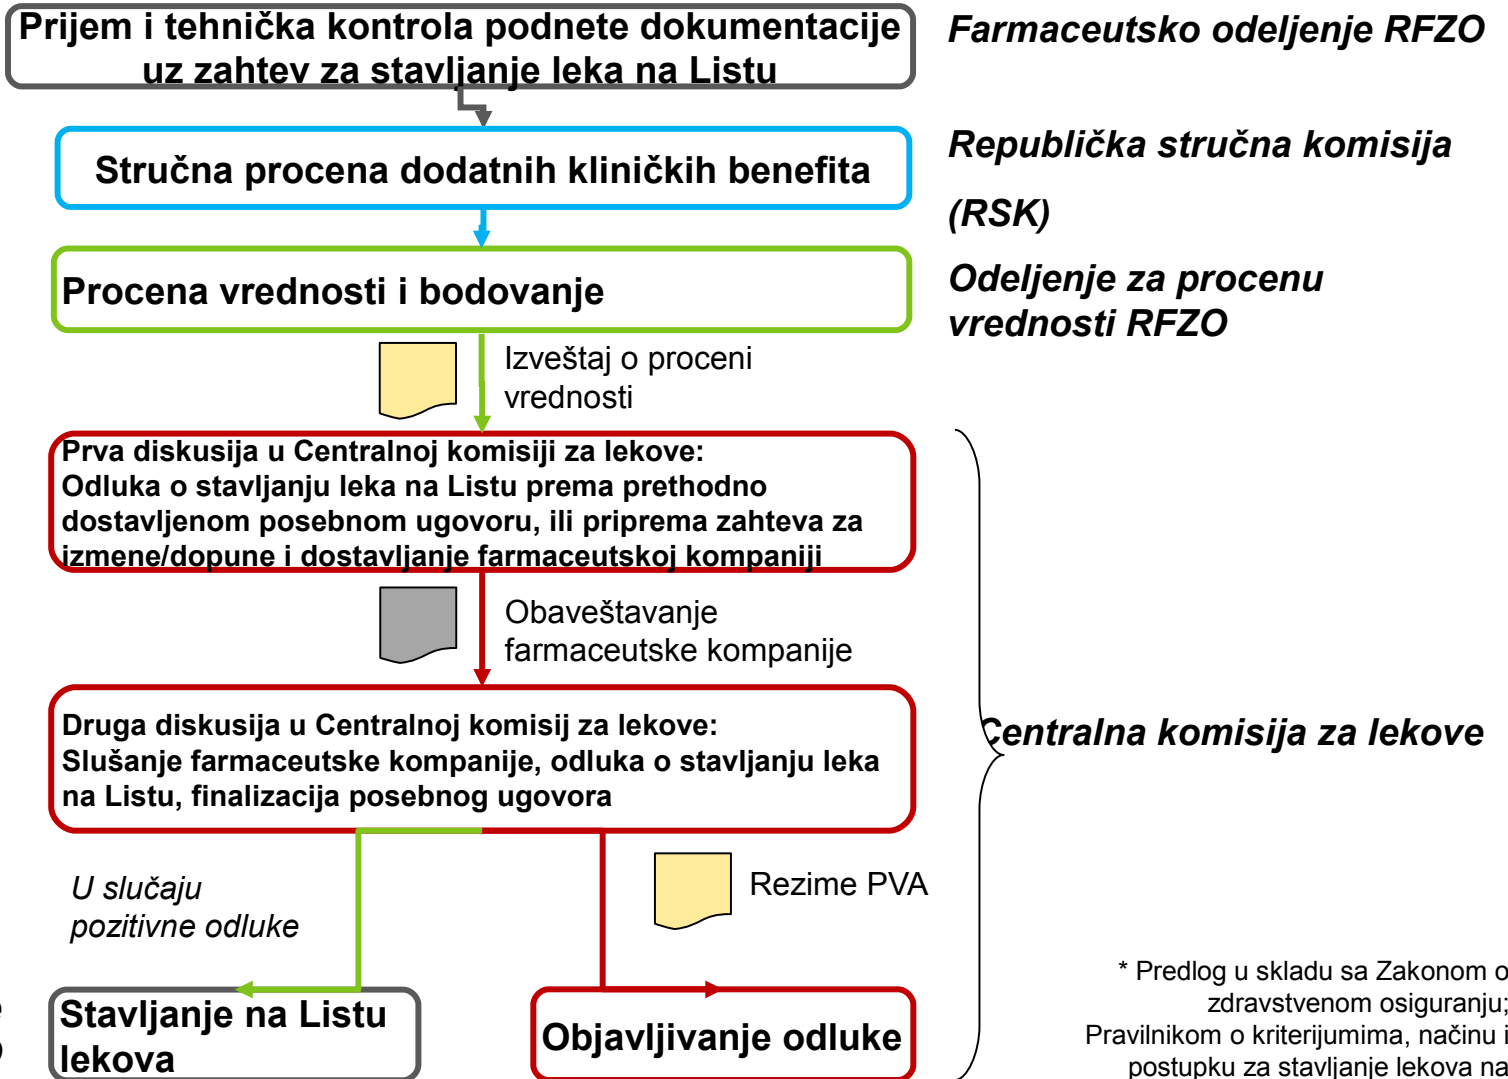 Prijem i tehnička kontrola podnete dokumentacije
uz zahtev za stavljanje leka na Listu
Farmaceutsko odeljenje RFZO
Stručna procena dodatnih kliničkih benefita
Republička stručna komisija
(RSK)
Procena vrednosti i bodovanje
Odeljenje za procenu
vrednosti RFZO
Izveštaj o proceni
vrednosti
Prva diskusija u Centralnoj komisiji za lekove:
Odluka o stavljanju leka na Listu prema prethodno
dostavljenom posebnom ugovoru, ili priprema zahteva za
izmene/dopune i dostavljanje farmaceutskoj kompaniji
Obaveštavanje
farmaceutske kompanije
Druga diskusija u Centralnoj komisij za lekove:
Slušanje farmaceutske kompanije, odluka o stavljanju leka
na Listu, finalizacija posebnog ugovora
Centralna komisija za lekove
U slučaju
pozitivne odluke
Rezime PVA
Stavljanje na Listu
lekova
Objavljivanje odluke
* Predlog u skladu sa Zakonom o
zdravstvenom osiguranju;
Pravilnikom o kriterijumima, načinu i
postupku za stavljanje lekova na